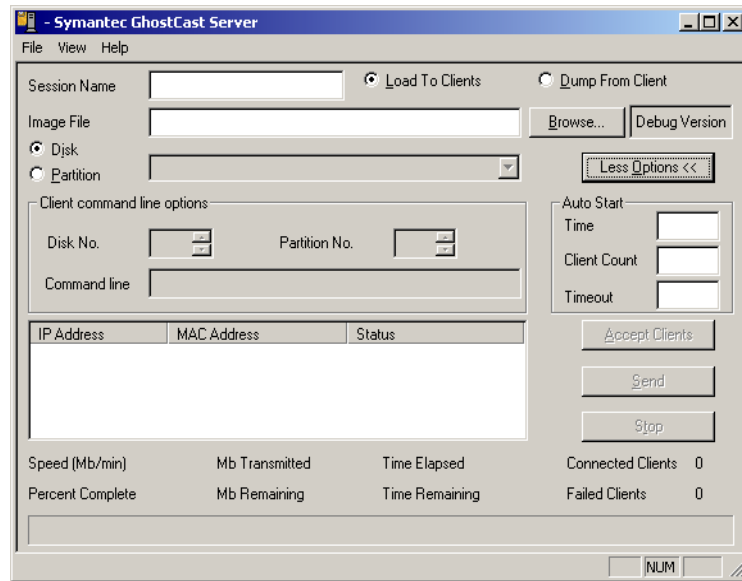 - Symantec GhostCast Server
File View Help
Session Name Load To Clients Dump From Client
Image File Browse... Debug Version
Disk
Partition Less Options <<
Client command line options Auto Start
Time
Disk No. Partition No. Client Count
Command line Timeout
IP Address MAC Address Status Accept Clients
Send
Stop
Speed (Mb/min) Mb Transmitted Time Elapsed Connected Clients 0
Percent Complete Mb Remaining Time Remaining Failed Clients 0
NUM